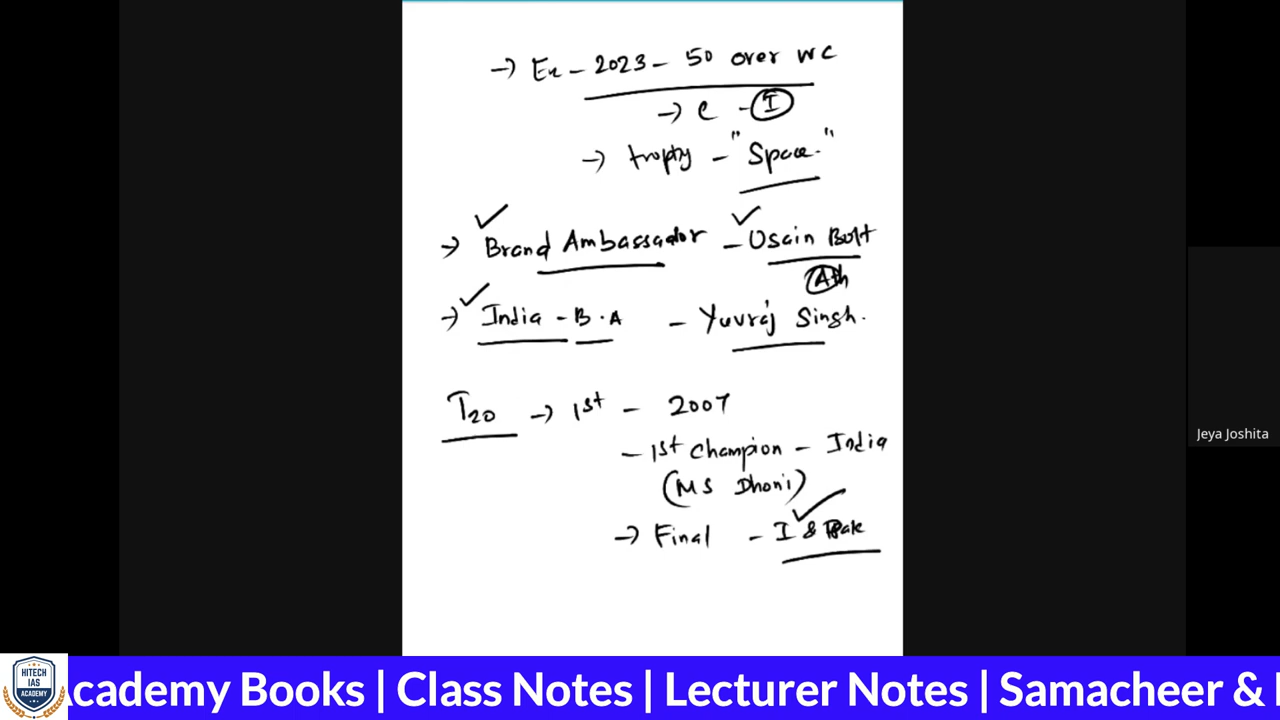 → Ex - 2023 - 50 over WC
→ C - I
→ trophy - "Space."
→ Brand Ambassador - Usain Bolt
Ath
→ India - B.A - Yuvraj Singh.
T20 → 1st - 2007
- 1st Champion - India
(MS Dhoni)
→ Final - I & Pak
Jeya Joshita
HITECH
IAS
ACADEMY
cademy Books | Class Notes | Lecturer Notes | Samacheer &